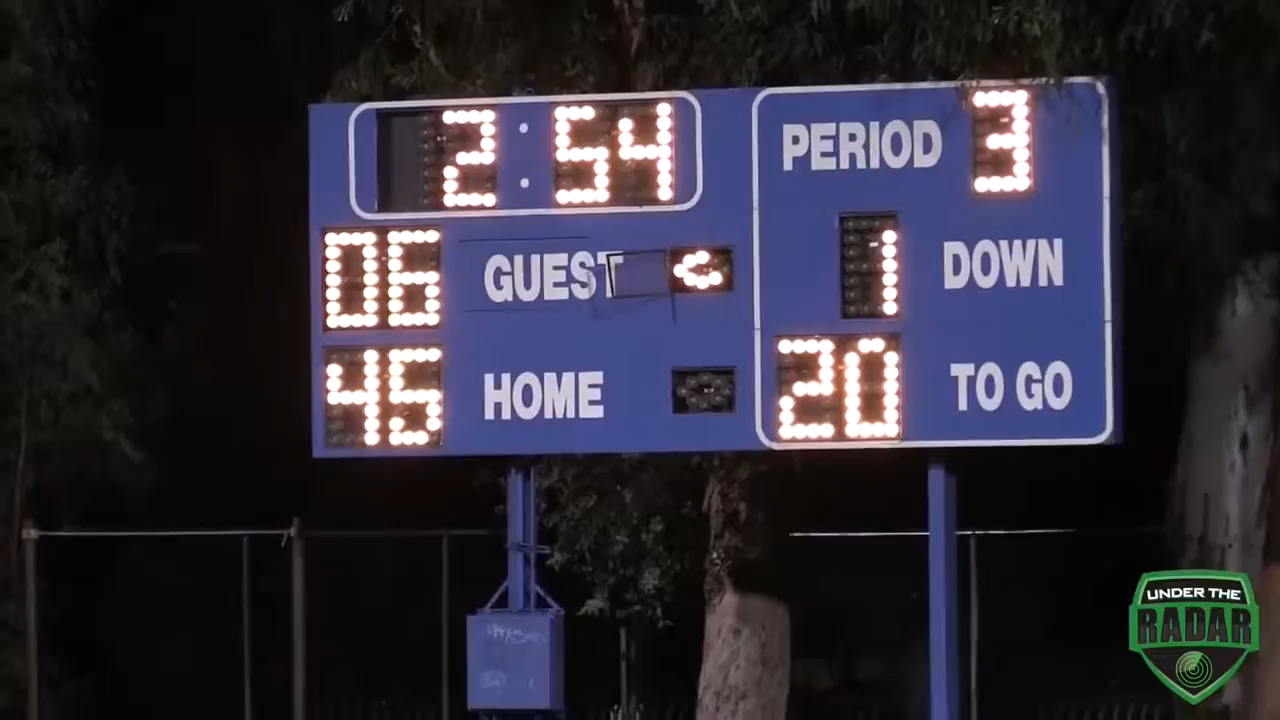 2:54
PERIOD 3
06 GUEST <
1 DOWN
45 HOME
20 TO GO
UNDER THE
RADAR